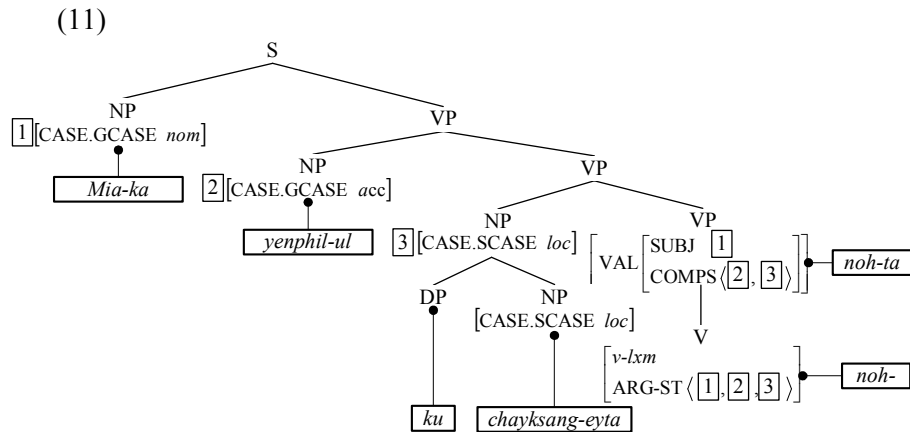 (11)
S
NP VP
1 [CASE.GCASE nom]
NP VP
Mia-ka 2 [CASE.GCASE acc]
NP VP
yenphil-ul 3 [CASE.SCASE loc] [VAL [SUBJ 1
COMPS ⟨2, 3⟩]] noh-ta
DP NP
[CASE.SCASE loc] V
[v-lxm
ARG-ST ⟨1, 2, 3⟩] noh-
ku chayksang-eyta